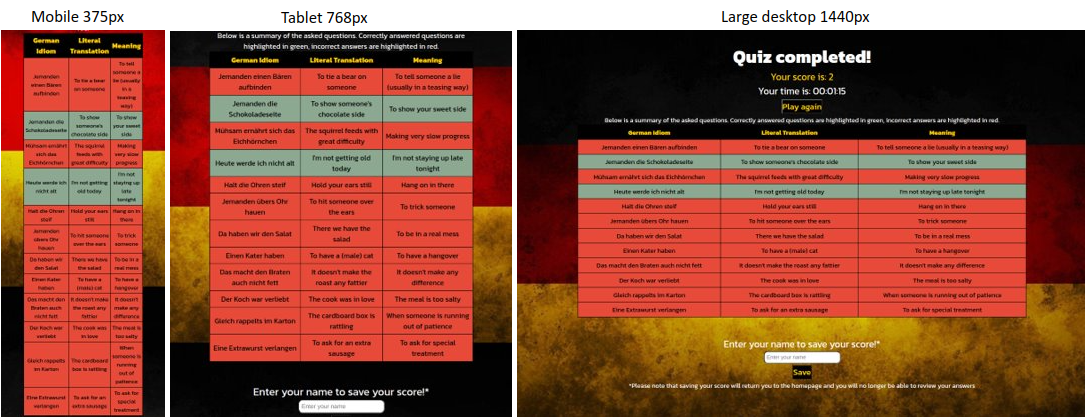 Mobile 375px
German Idiom
Literal Translation
Meaning
Jemanden einen Bären aufbinden
To tie a bear on someone
To tell someone a lie (usually in a teasing way)
Jemanden die Schokoladeseite
To show someone's chocolate side
To show your sweet side
Mühsam ernährt sich das Eichhörnchen
The squirrel feeds with great difficulty
Making very slow progress
Heute werde ich nicht alt
I'm not getting old today
I'm not staying up late tonight
Halt die Ohren steif
Hold your ears still
Hang on in there
Jemanden übers Ohr hauen
To hit someone over the ears
To trick someone
Da haben wir den Salat
There we have the salad
To be in a real mess
Einen Kater haben
To have a (male) cat
To have a hangover
Das macht den Braten auch nicht fett
It doesn't make the roast any fattier
It doesn't make any difference
Der Koch war verliebt
The cook was in love
The meal is too salty
Gleich rappelts im Karton
The cardboard box is rattling
When someone is running out of patience
Eine Extrawurst verlangen
To ask for an extra sausage
To ask for special treatment
Tablet 768px
Below is a summary of the asked questions. Correctly answered questions are
highlighted in green, incorrect answers are highlighted in red.
German Idiom
Literal Translation
Meaning
Jemanden einen Bären aufbinden
To tie a bear on someone
To tell someone a lie (usually in a teasing way)
Jemanden die Schokoladeseite
To show someone's chocolate side
To show your sweet side
Mühsam ernährt sich das Eichhörnchen
The squirrel feeds with great difficulty
Making very slow progress
Heute werde ich nicht alt
I'm not getting old today
I'm not staying up late tonight
Halt die Ohren steif
Hold your ears still
Hang on in there
Jemanden übers Ohr hauen
To hit someone over the ears
To trick someone
Da haben wir den Salat
There we have the salad
To be in a real mess
Einen Kater haben
To have a (male) cat
To have a hangover
Das macht den Braten auch nicht fett
It doesn't make the roast any fattier
It doesn't make any difference
Der Koch war verliebt
The cook was in love
The meal is too salty
Gleich rappelts im Karton
The cardboard box is rattling
When someone is running out of patience
Eine Extrawurst verlangen
To ask for an extra sausage
To ask for special treatment
Enter your name to save your score!*
Enter your name
Large desktop 1440px
Quiz completed!
Your score is: 2
Your time is: 00:01:15
Play again
Below is a summary of the asked questions. Correctly answered questions are highlighted in green, incorrect answers are highlighted in red.
German Idiom
Literal Translation
Meaning
Jemanden einen Bären aufbinden
To tie a bear on someone
To tell someone a lie (usually in a teasing way)
Jemanden die Schokoladeseite
To show someone's chocolate side
To show your sweet side
Mühsam ernährt sich das Eichhörnchen
The squirrel feeds with great difficulty
Making very slow progress
Heute werde ich nicht alt
I'm not getting old today
I'm not staying up late tonight
Halt die Ohren steif
Hold your ears still
Hang on in there
Jemanden übers Ohr hauen
To hit someone over the ears
To trick someone
Da haben wir den Salat
There we have the salad
To be in a real mess
Einen Kater haben
To have a (male) cat
To have a hangover
Das macht den Braten auch nicht fett
It doesn't make the roast any fattier
It doesn't make any difference
Der Koch war verliebt
The cook was in love
The meal is too salty
Gleich rappelts im Karton
The cardboard box is rattling
When someone is running out of patience
Eine Extrawurst verlangen
To ask for an extra sausage
To ask for special treatment
Enter your name to save your score!*
Enter your name
Save
*Please note that saving your score will return you to the homepage and you will no longer be able to review your answers